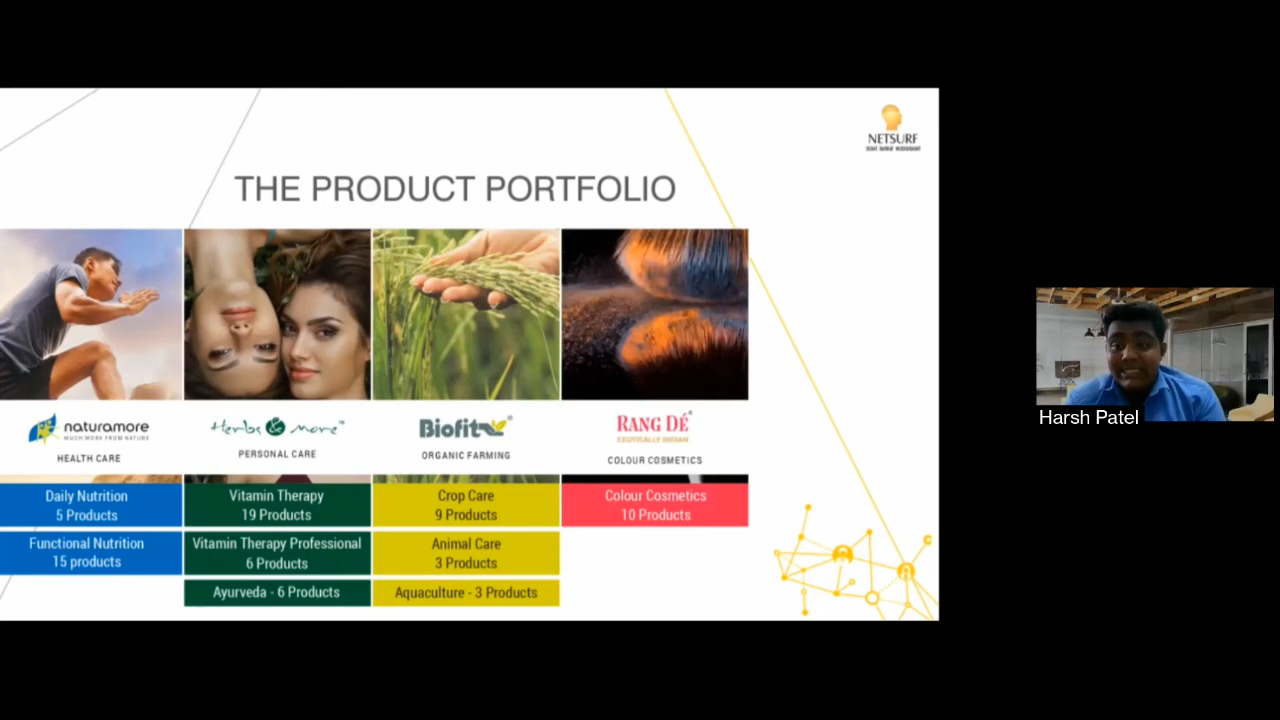 NETSURF
THE PRODUCT PORTFOLIO
naturamore
MUCH MORE FROM NATURE
HEALTH CARE
Herbs & more™
PERSONAL CARE
Biofit®
ORGANIC FARMING
RANG DÉ
EXOTICALLY INDIAN
COLOUR COSMETICS
Daily Nutrition
5 Products
Functional Nutrition
15 products
Vitamin Therapy
19 Products
Vitamin Therapy Professional
6 Products
Ayurveda - 6 Products
Crop Care
9 Products
Animal Care
3 Products
Aquaculture - 3 Products
Colour Cosmetics
10 Products
Harsh Patel